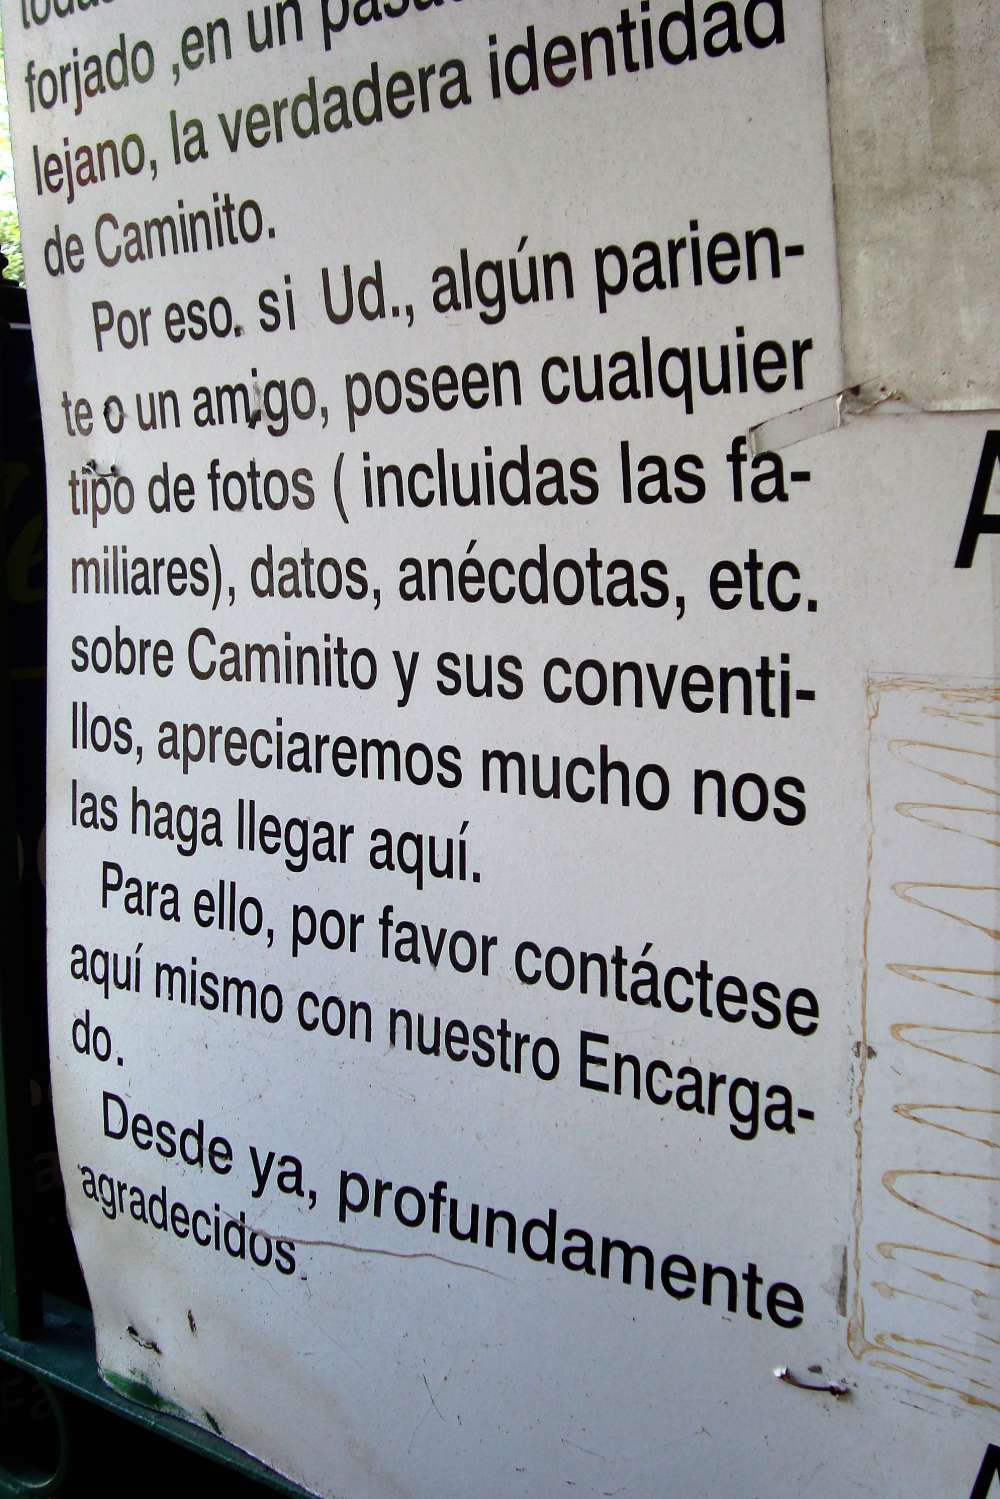 forjado ,en un
lejano, la verdadera identidad
de Caminito.
Por eso. si Ud., algún parien-
te o un amigo, poseen cualquier
tipo de fotos ( incluidas las fa-
miliares), datos, anécdotas, etc.
sobre Caminito y sus conventi-
llos, apreciaremos mucho nos
las haga llegar aquí.
Para ello, por favor contáctese
aquí mismo con nuestro Encarga-
do.
Desde ya, profundamente
agradecidos.
A